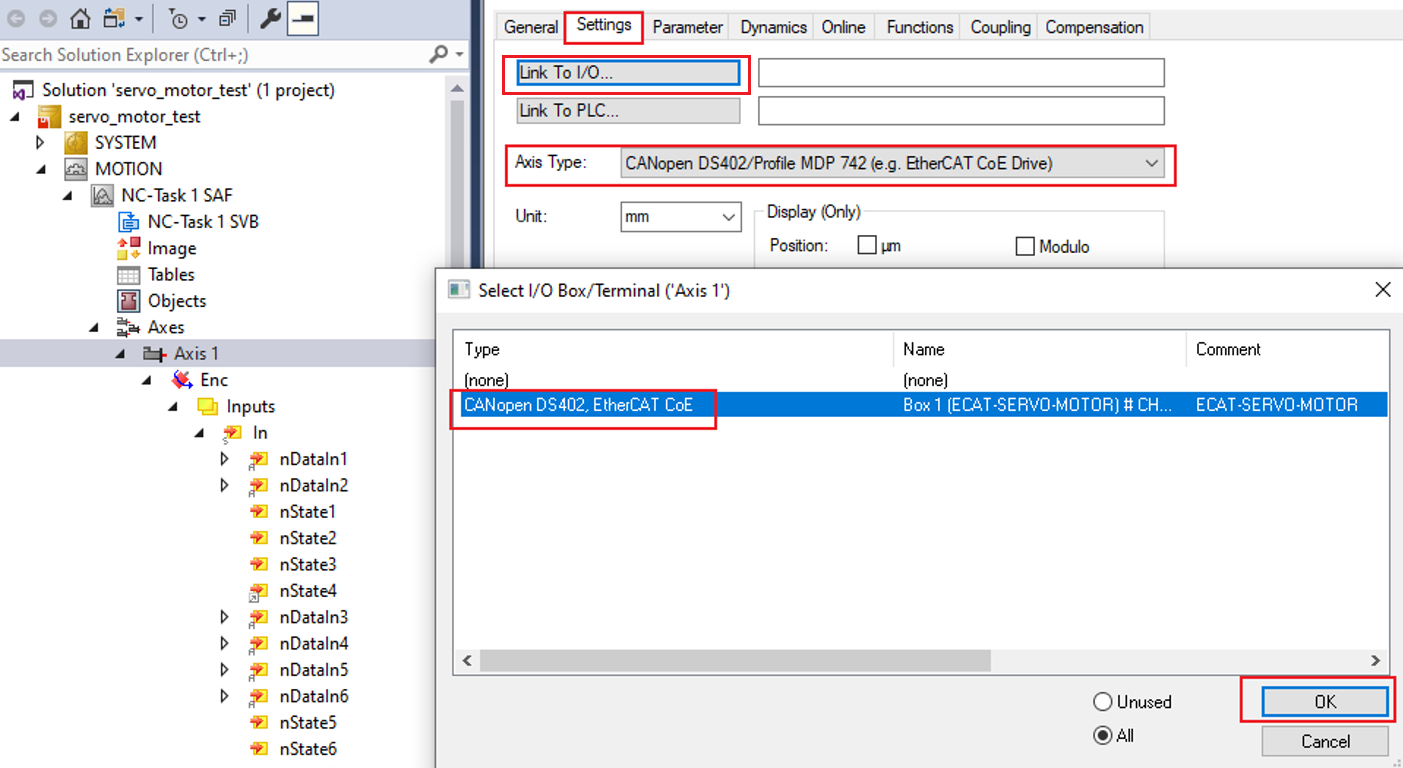 Search Solution Explorer (Ctrl+;)
Solution 'servo_motor_test' (1 project)
servo_motor_test
SYSTEM
MOTION
NC-Task 1 SAF
NC-Task 1 SVB
Image
Tables
Objects
Axes
Axis 1
Enc
Inputs
In
nDataIn1
nDataIn2
nState1
nState2
nState3
nState4
nDataIn3
nDataIn4
nDataIn5
nDataIn6
nState5
nState6
General Settings Parameter Dynamics Online Functions Coupling Compensation
Link To I/O...
Link To PLC...
Axis Type: CANopen DS402/Profile MDP 742 (e.g. EtherCAT CoE Drive)
Unit: mm Display (Only)
Position: µm Modulo
Select I/O Box/Terminal ('Axis 1')
Type Name Comment
(none) (none)
CANopen DS402, EtherCAT CoE Box 1 (ECAT-SERVO-MOTOR) # CH... ECAT-SERVO-MOTOR
Unused OK
All Cancel